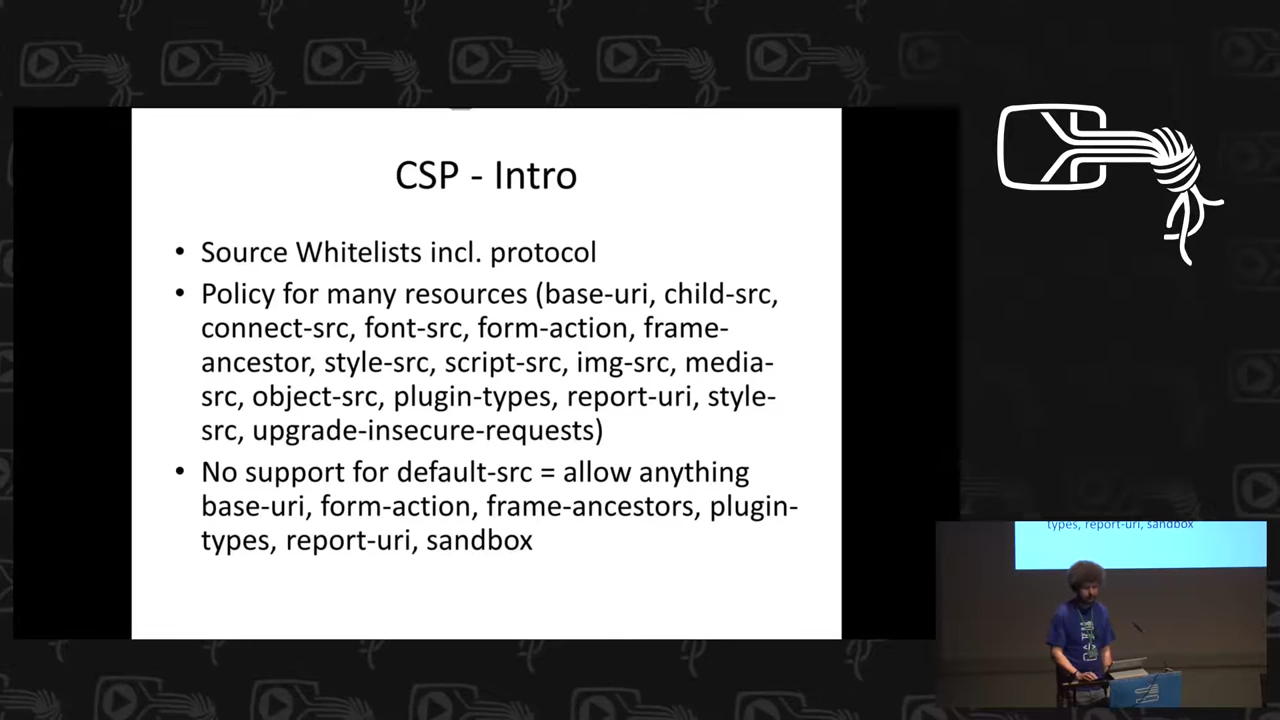 CSP - Intro
• Source Whitelists incl. protocol
• Policy for many resources (base-uri, child-src,
connect-src, font-src, form-action, frame-
ancestor, style-src, script-src, img-src, media-
src, object-src, plugin-types, report-uri, style-
src, upgrade-insecure-requests)
• No support for default-src = allow anything
base-uri, form-action, frame-ancestors, plugin-
types, report-uri, sandbox
types, report-uri, sandbox